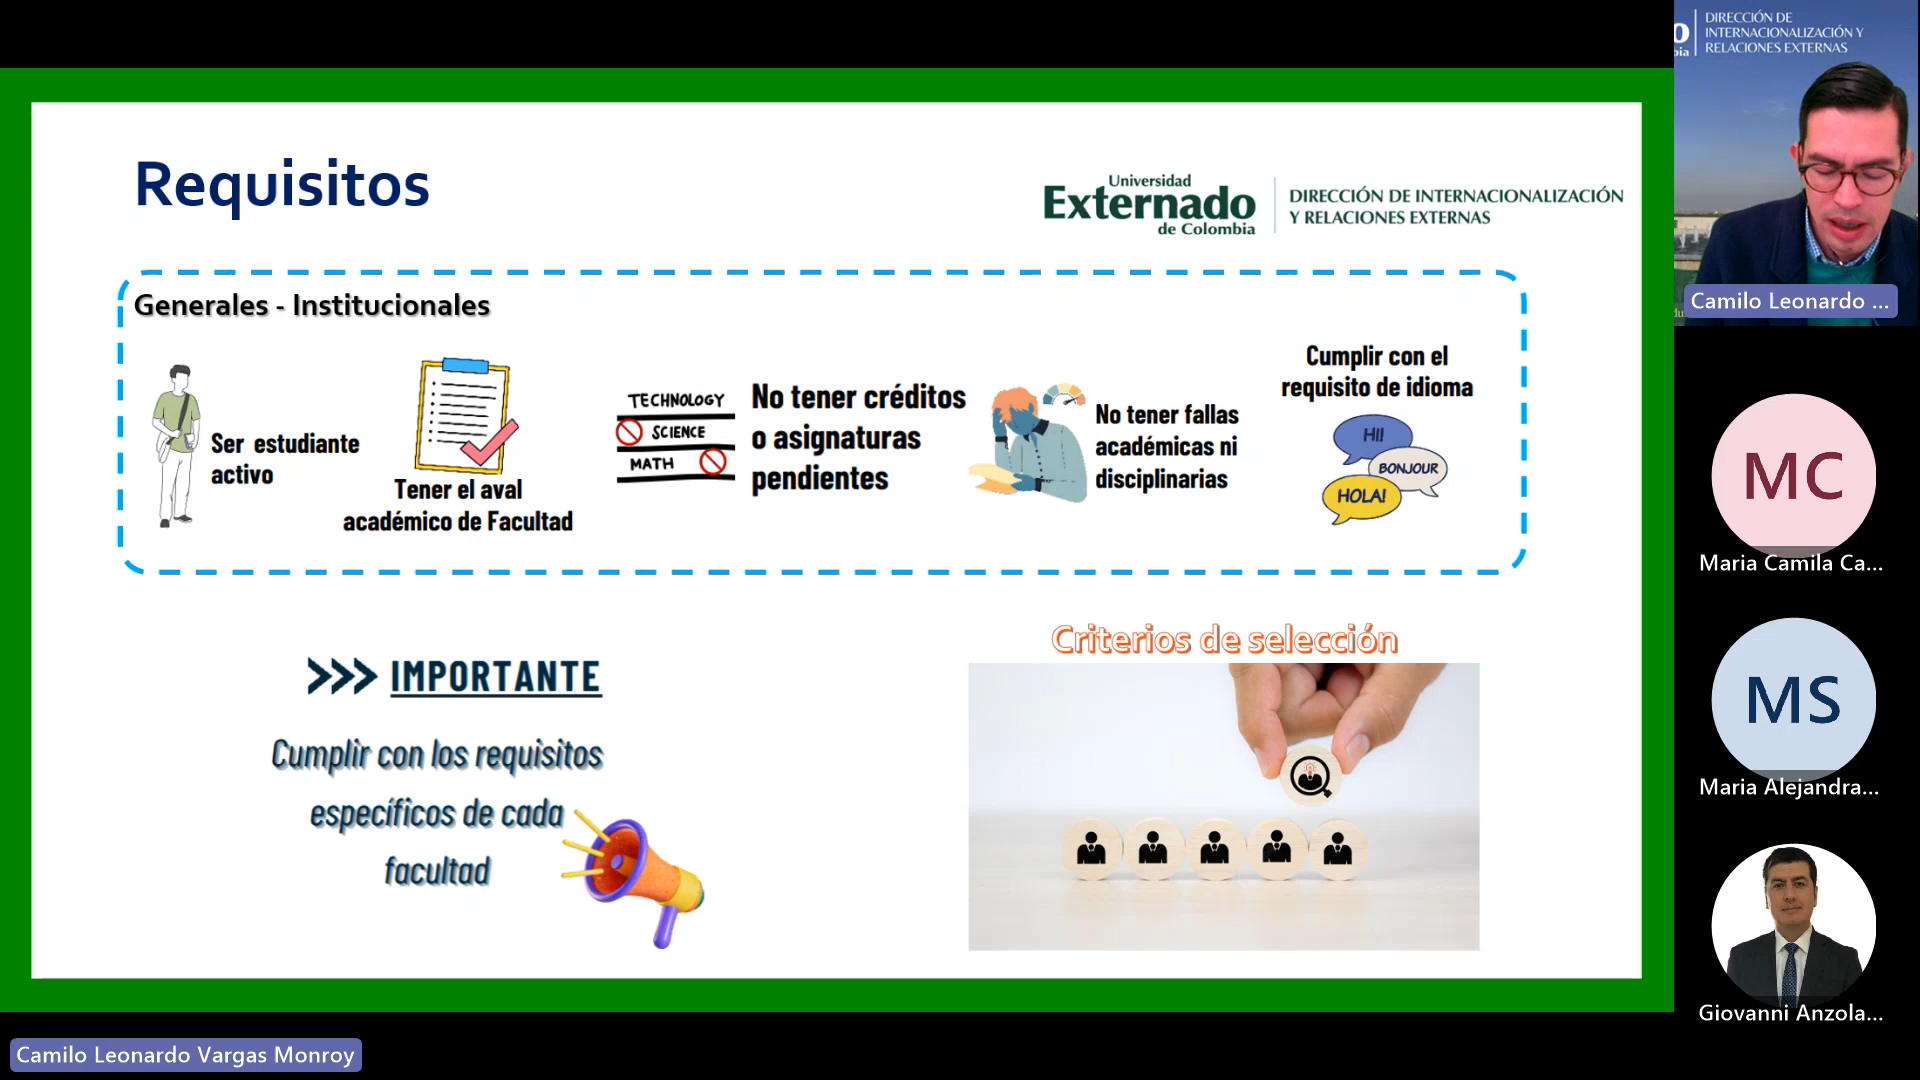 Requisitos
Universidad
Externado
de Colombia
DIRECCIÓN DE INTERNACIONALIZACIÓN
Y RELACIONES EXTERNAS
Generales - Institucionales
Ser estudiante
activo
Tener el aval
académico de Facultad
TECHNOLOGY
SCIENCE
MATH
No tener créditos
o asignaturas
pendientes
No tener fallas
académicas ni
disciplinarias
Cumplir con el
requisito de idioma
HI!
BONJOUR
HOLA!
>>> IMPORTANTE
Cumplir con los requisitos
específicos de cada
facultad
Criterios de selección
DIRECCIÓN DE
INTERNACIONALIZACIÓN Y
RELACIONES EXTERNAS
Camilo Leonardo ...
MC
Maria Camila Ca...
MS
Maria Alejandra...
Giovanni Anzola...
Camilo Leonardo Vargas Monroy